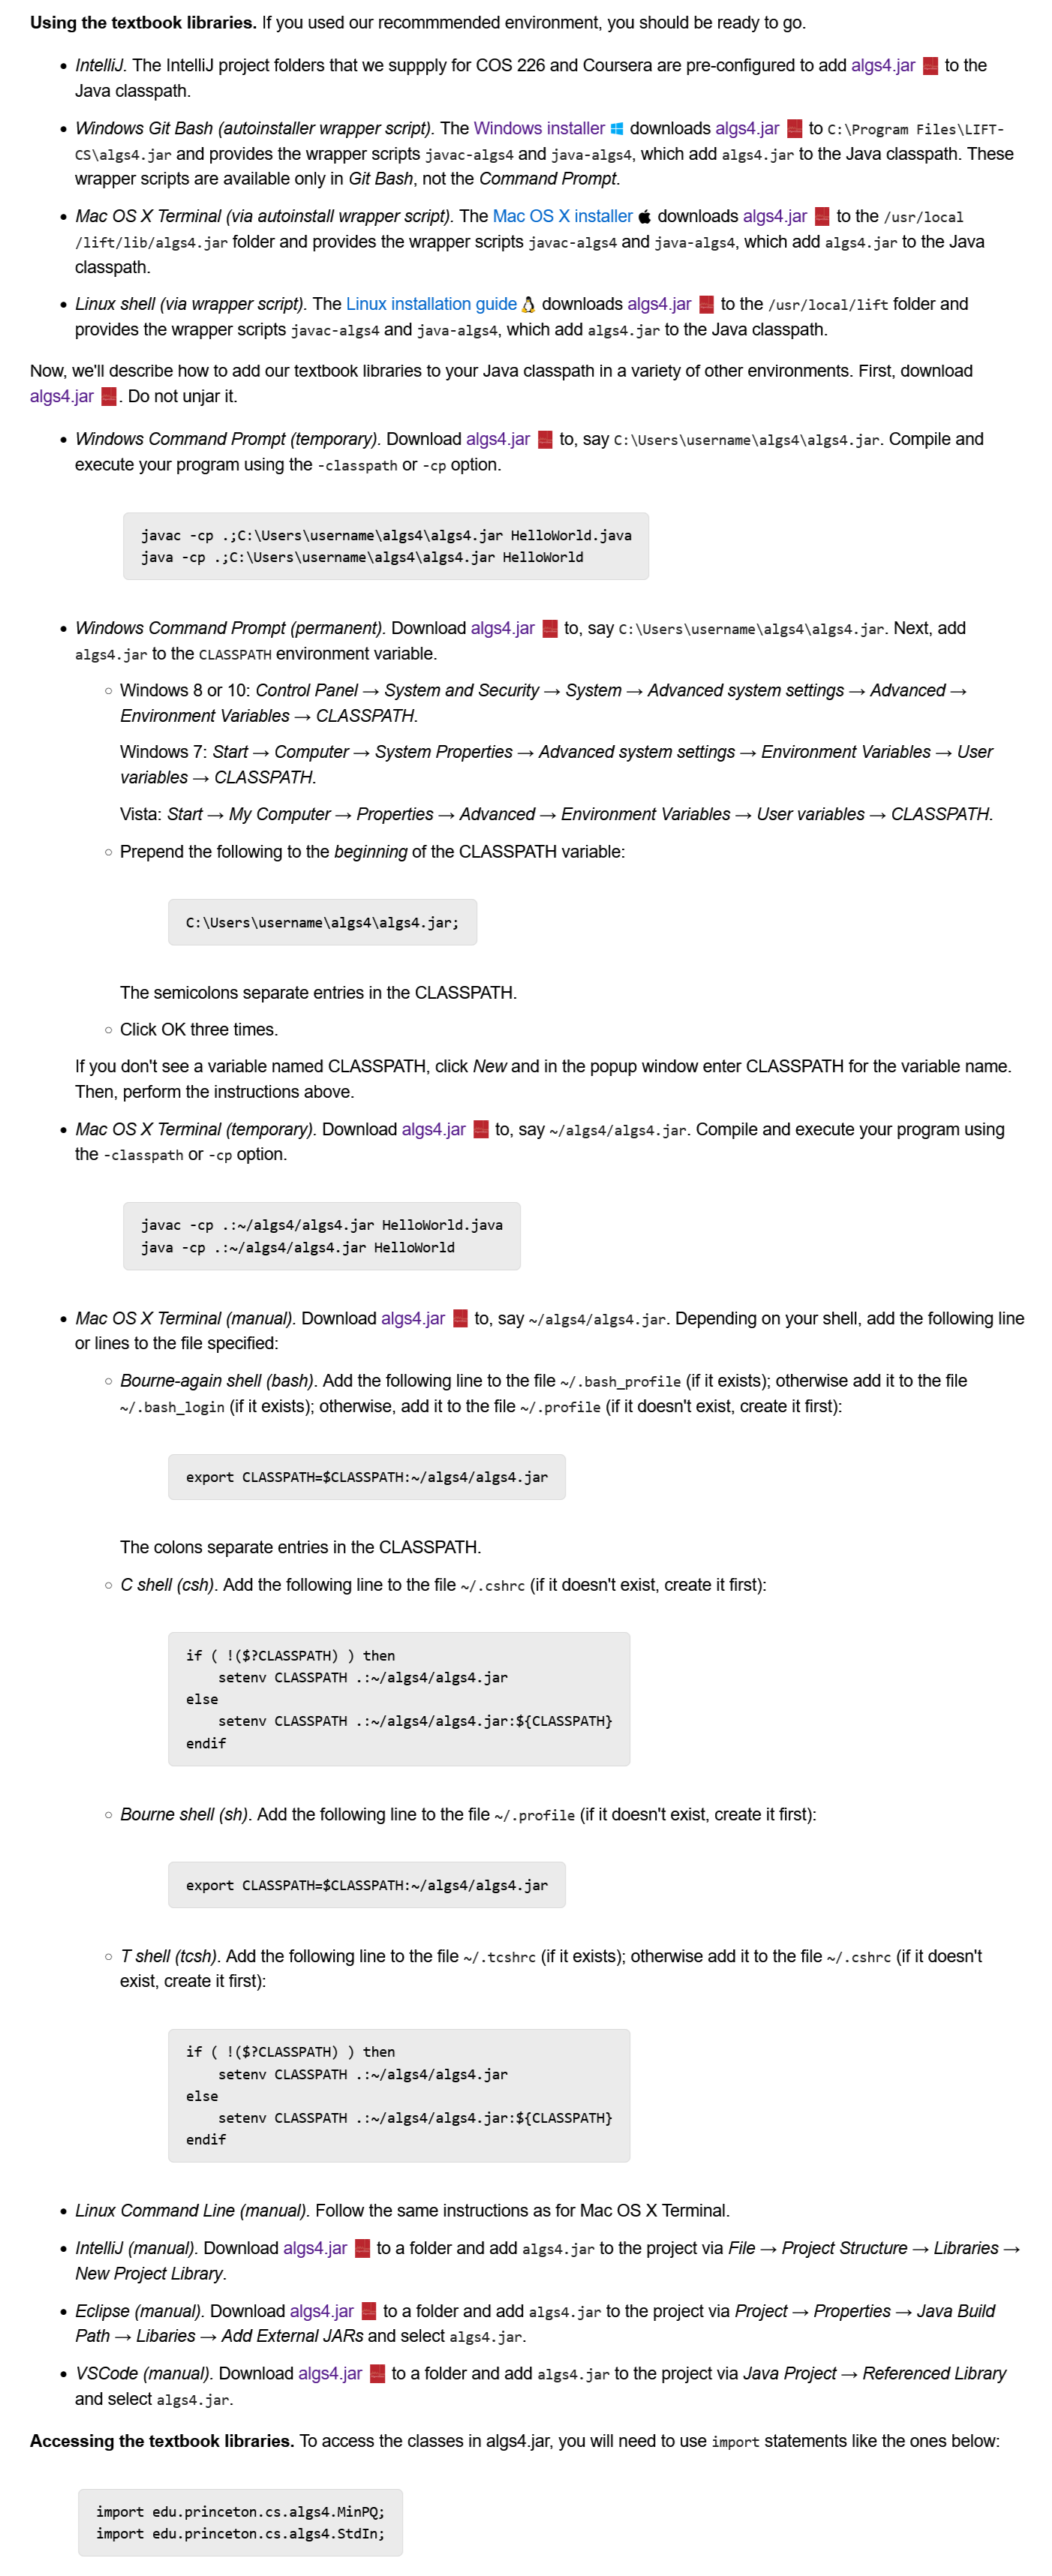 Using the textbook libraries. If you used our recommmended environment, you should be ready to go.
• IntelliJ. The IntelliJ project folders that we suppply for COS 226 and Coursera are pre-configured to add algs4.jar to the
Java classpath.
• Windows Git Bash (autoinstaller wrapper script). The Windows installer downloads algs4.jar to C:\Program Files\LIFT-
CS\algs4.jar and provides the wrapper scripts javac-algs4 and java-algs4, which add algs4.jar to the Java classpath. These
wrapper scripts are available only in Git Bash, not the Command Prompt.
• Mac OS X Terminal (via autoinstall wrapper script). The Mac OS X installer downloads algs4.jar to the /usr/local
/lift/lib/algs4.jar folder and provides the wrapper scripts javac-algs4 and java-algs4, which add algs4.jar to the Java
classpath.
• Linux shell (via wrapper script). The Linux installation guide downloads algs4.jar to the /usr/local/lift folder and
provides the wrapper scripts javac-algs4 and java-algs4, which add algs4.jar to the Java classpath.
Now, we'll describe how to add our textbook libraries to your Java classpath in a variety of other environments. First, download
algs4.jar . Do not unjar it.
• Windows Command Prompt (temporary). Download algs4.jar to, say C:\Users\username\algs4\algs4.jar. Compile and
execute your program using the -classpath or -cp option.
javac -cp .;C:\Users\username\algs4\algs4.jar HelloWorld.java
java -cp .;C:\Users\username\algs4\algs4.jar HelloWorld
• Windows Command Prompt (permanent). Download algs4.jar to, say C:\Users\username\algs4\algs4.jar. Next, add
algs4.jar to the CLASSPATH environment variable.
◦ Windows 8 or 10: Control Panel → System and Security → System → Advanced system settings → Advanced →
Environment Variables → CLASSPATH.
Windows 7: Start → Computer → System Properties → Advanced system settings → Environment Variables → User
variables → CLASSPATH.
Vista: Start → My Computer → Properties → Advanced → Environment Variables → User variables → CLASSPATH.
◦ Prepend the following to the beginning of the CLASSPATH variable:
C:\Users\username\algs4\algs4.jar;
The semicolons separate entries in the CLASSPATH.
◦ Click OK three times.
If you don't see a variable named CLASSPATH, click New and in the popup window enter CLASSPATH for the variable name.
Then, perform the instructions above.
• Mac OS X Terminal (temporary). Download algs4.jar to, say ~/algs4/algs4.jar. Compile and execute your program using
the -classpath or -cp option.
javac -cp .:~/algs4/algs4.jar HelloWorld.java
java -cp .:~/algs4/algs4.jar HelloWorld
• Mac OS X Terminal (manual). Download algs4.jar to, say ~/algs4/algs4.jar. Depending on your shell, add the following line
or lines to the file specified:
◦ Bourne-again shell (bash). Add the following line to the file ~/.bash_profile (if it exists); otherwise add it to the file
~/.bash_login (if it exists); otherwise, add it to the file ~/.profile (if it doesn't exist, create it first):
export CLASSPATH=$CLASSPATH:~/algs4/algs4.jar
The colons separate entries in the CLASSPATH.
◦ C shell (csh). Add the following line to the file ~/.cshrc (if it doesn't exist, create it first):
if ( !($?CLASSPATH) ) then
    setenv CLASSPATH .:~/algs4/algs4.jar
else
    setenv CLASSPATH .:~/algs4/algs4.jar:${CLASSPATH}
endif
◦ Bourne shell (sh). Add the following line to the file ~/.profile (if it doesn't exist, create it first):
export CLASSPATH=$CLASSPATH:~/algs4/algs4.jar
◦ T shell (tcsh). Add the following line to the file ~/.tcshrc (if it exists); otherwise add it to the file ~/.cshrc (if it doesn't
exist, create it first):
if ( !($?CLASSPATH) ) then
    setenv CLASSPATH .:~/algs4/algs4.jar
else
    setenv CLASSPATH .:~/algs4/algs4.jar:${CLASSPATH}
endif
• Linux Command Line (manual). Follow the same instructions as for Mac OS X Terminal.
• IntelliJ (manual). Download algs4.jar to a folder and add algs4.jar to the project via File → Project Structure → Libraries →
New Project Library.
• Eclipse (manual). Download algs4.jar to a folder and add algs4.jar to the project via Project → Properties → Java Build
Path → Libaries → Add External JARs and select algs4.jar.
• VSCode (manual). Download algs4.jar to a folder and add algs4.jar to the project via Java Project → Referenced Library
and select algs4.jar.
Accessing the textbook libraries. To access the classes in algs4.jar, you will need to use import statements like the ones below:
import edu.princeton.cs.algs4.MinPQ;
import edu.princeton.cs.algs4.StdIn;